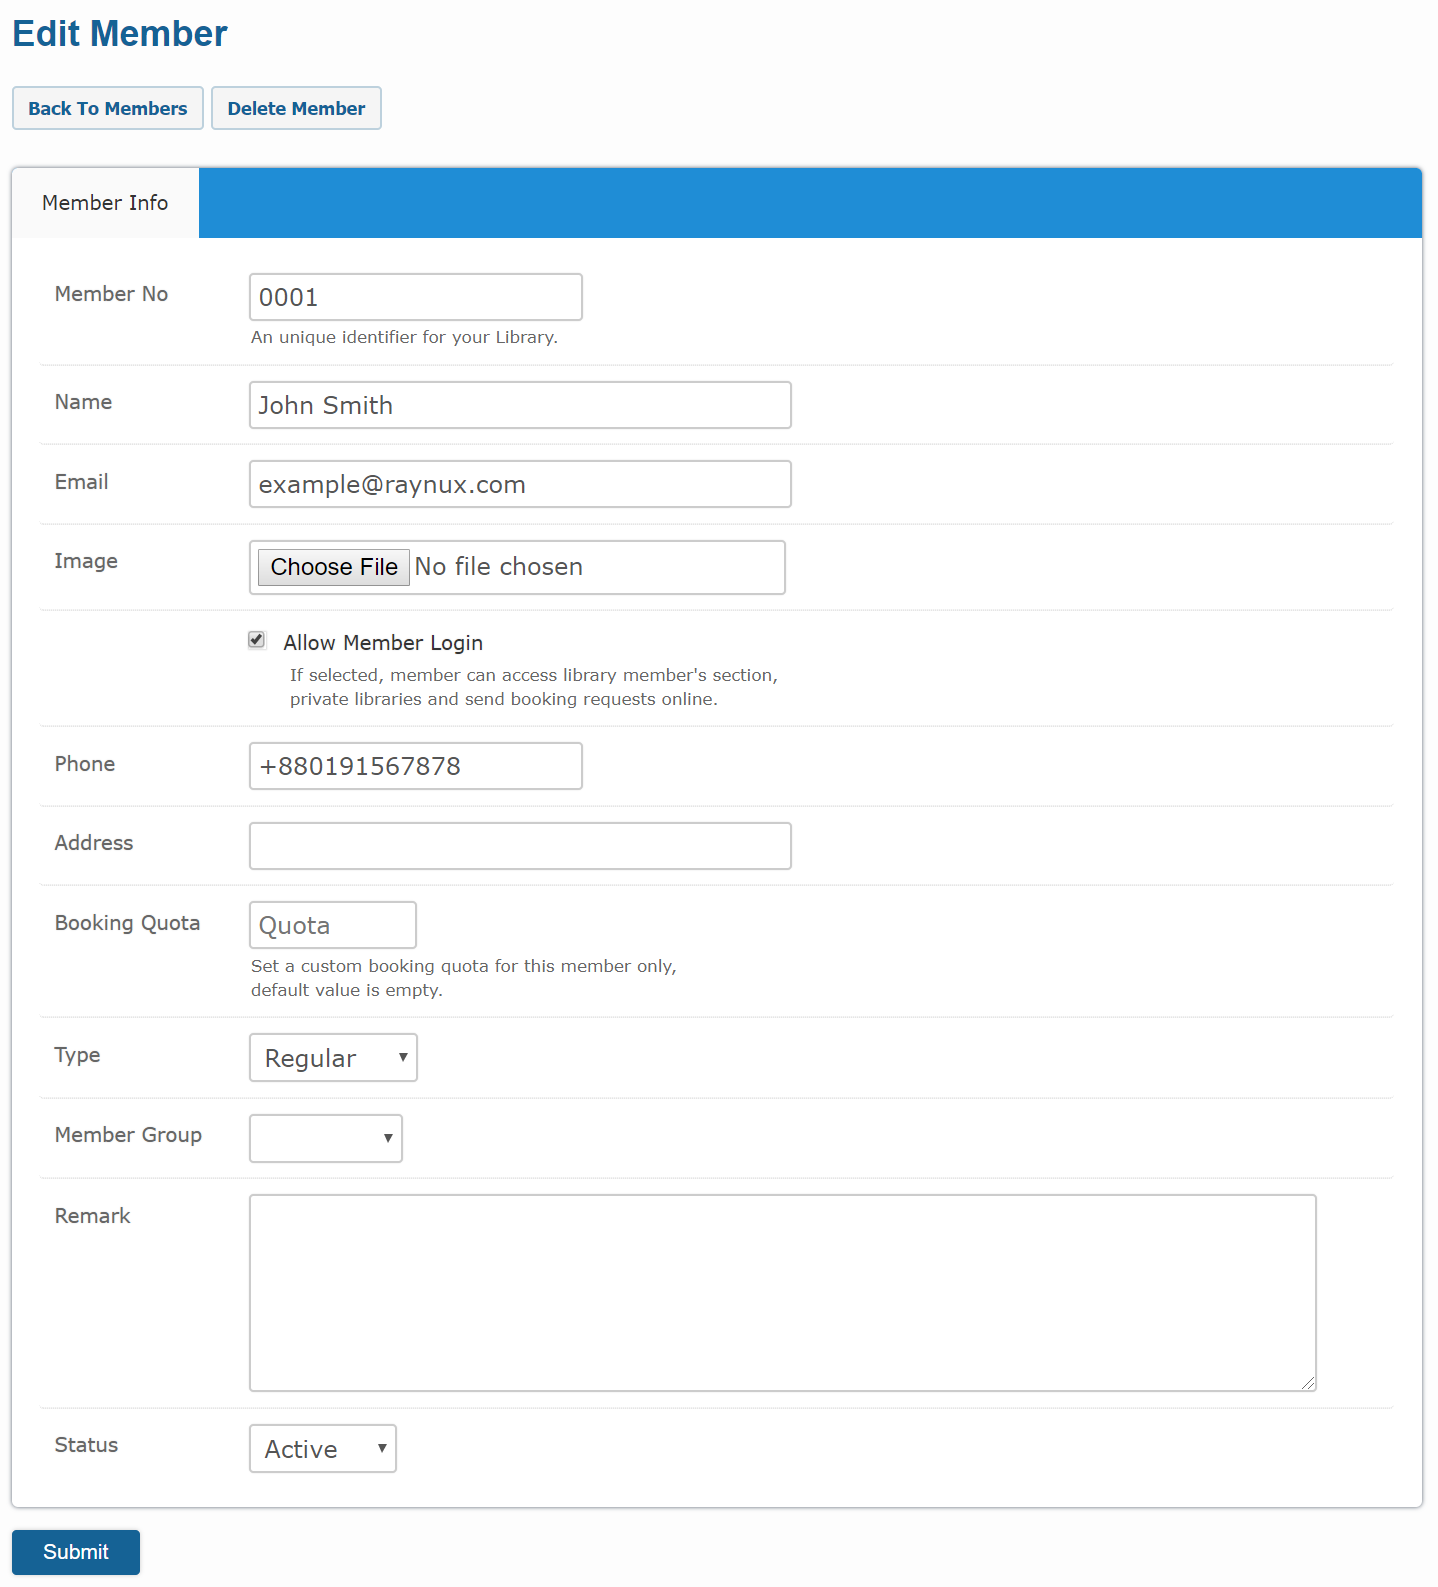 Edit Member
Back To Members Delete Member
Member Info
Member No 0001
An unique identifier for your Library.
Name John Smith
Email example@raynux.com
Image Choose File No file chosen
Allow Member Login
If selected, member can access library member's section,
private libraries and send booking requests online.
Phone +880191567878
Address
Booking Quota Quota
Set a custom booking quota for this member only,
default value is empty.
Type Regular
Member Group
Remark
Status Active
Submit